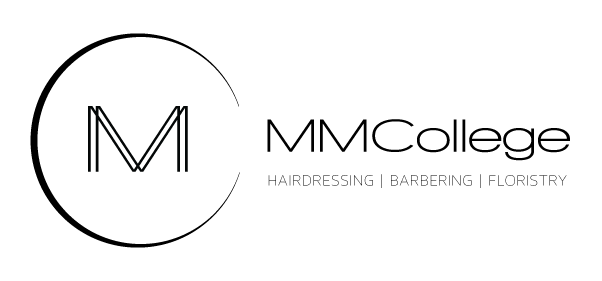 M
MMCollege
HAIRDRESSING | BARBERING | FLORISTRY